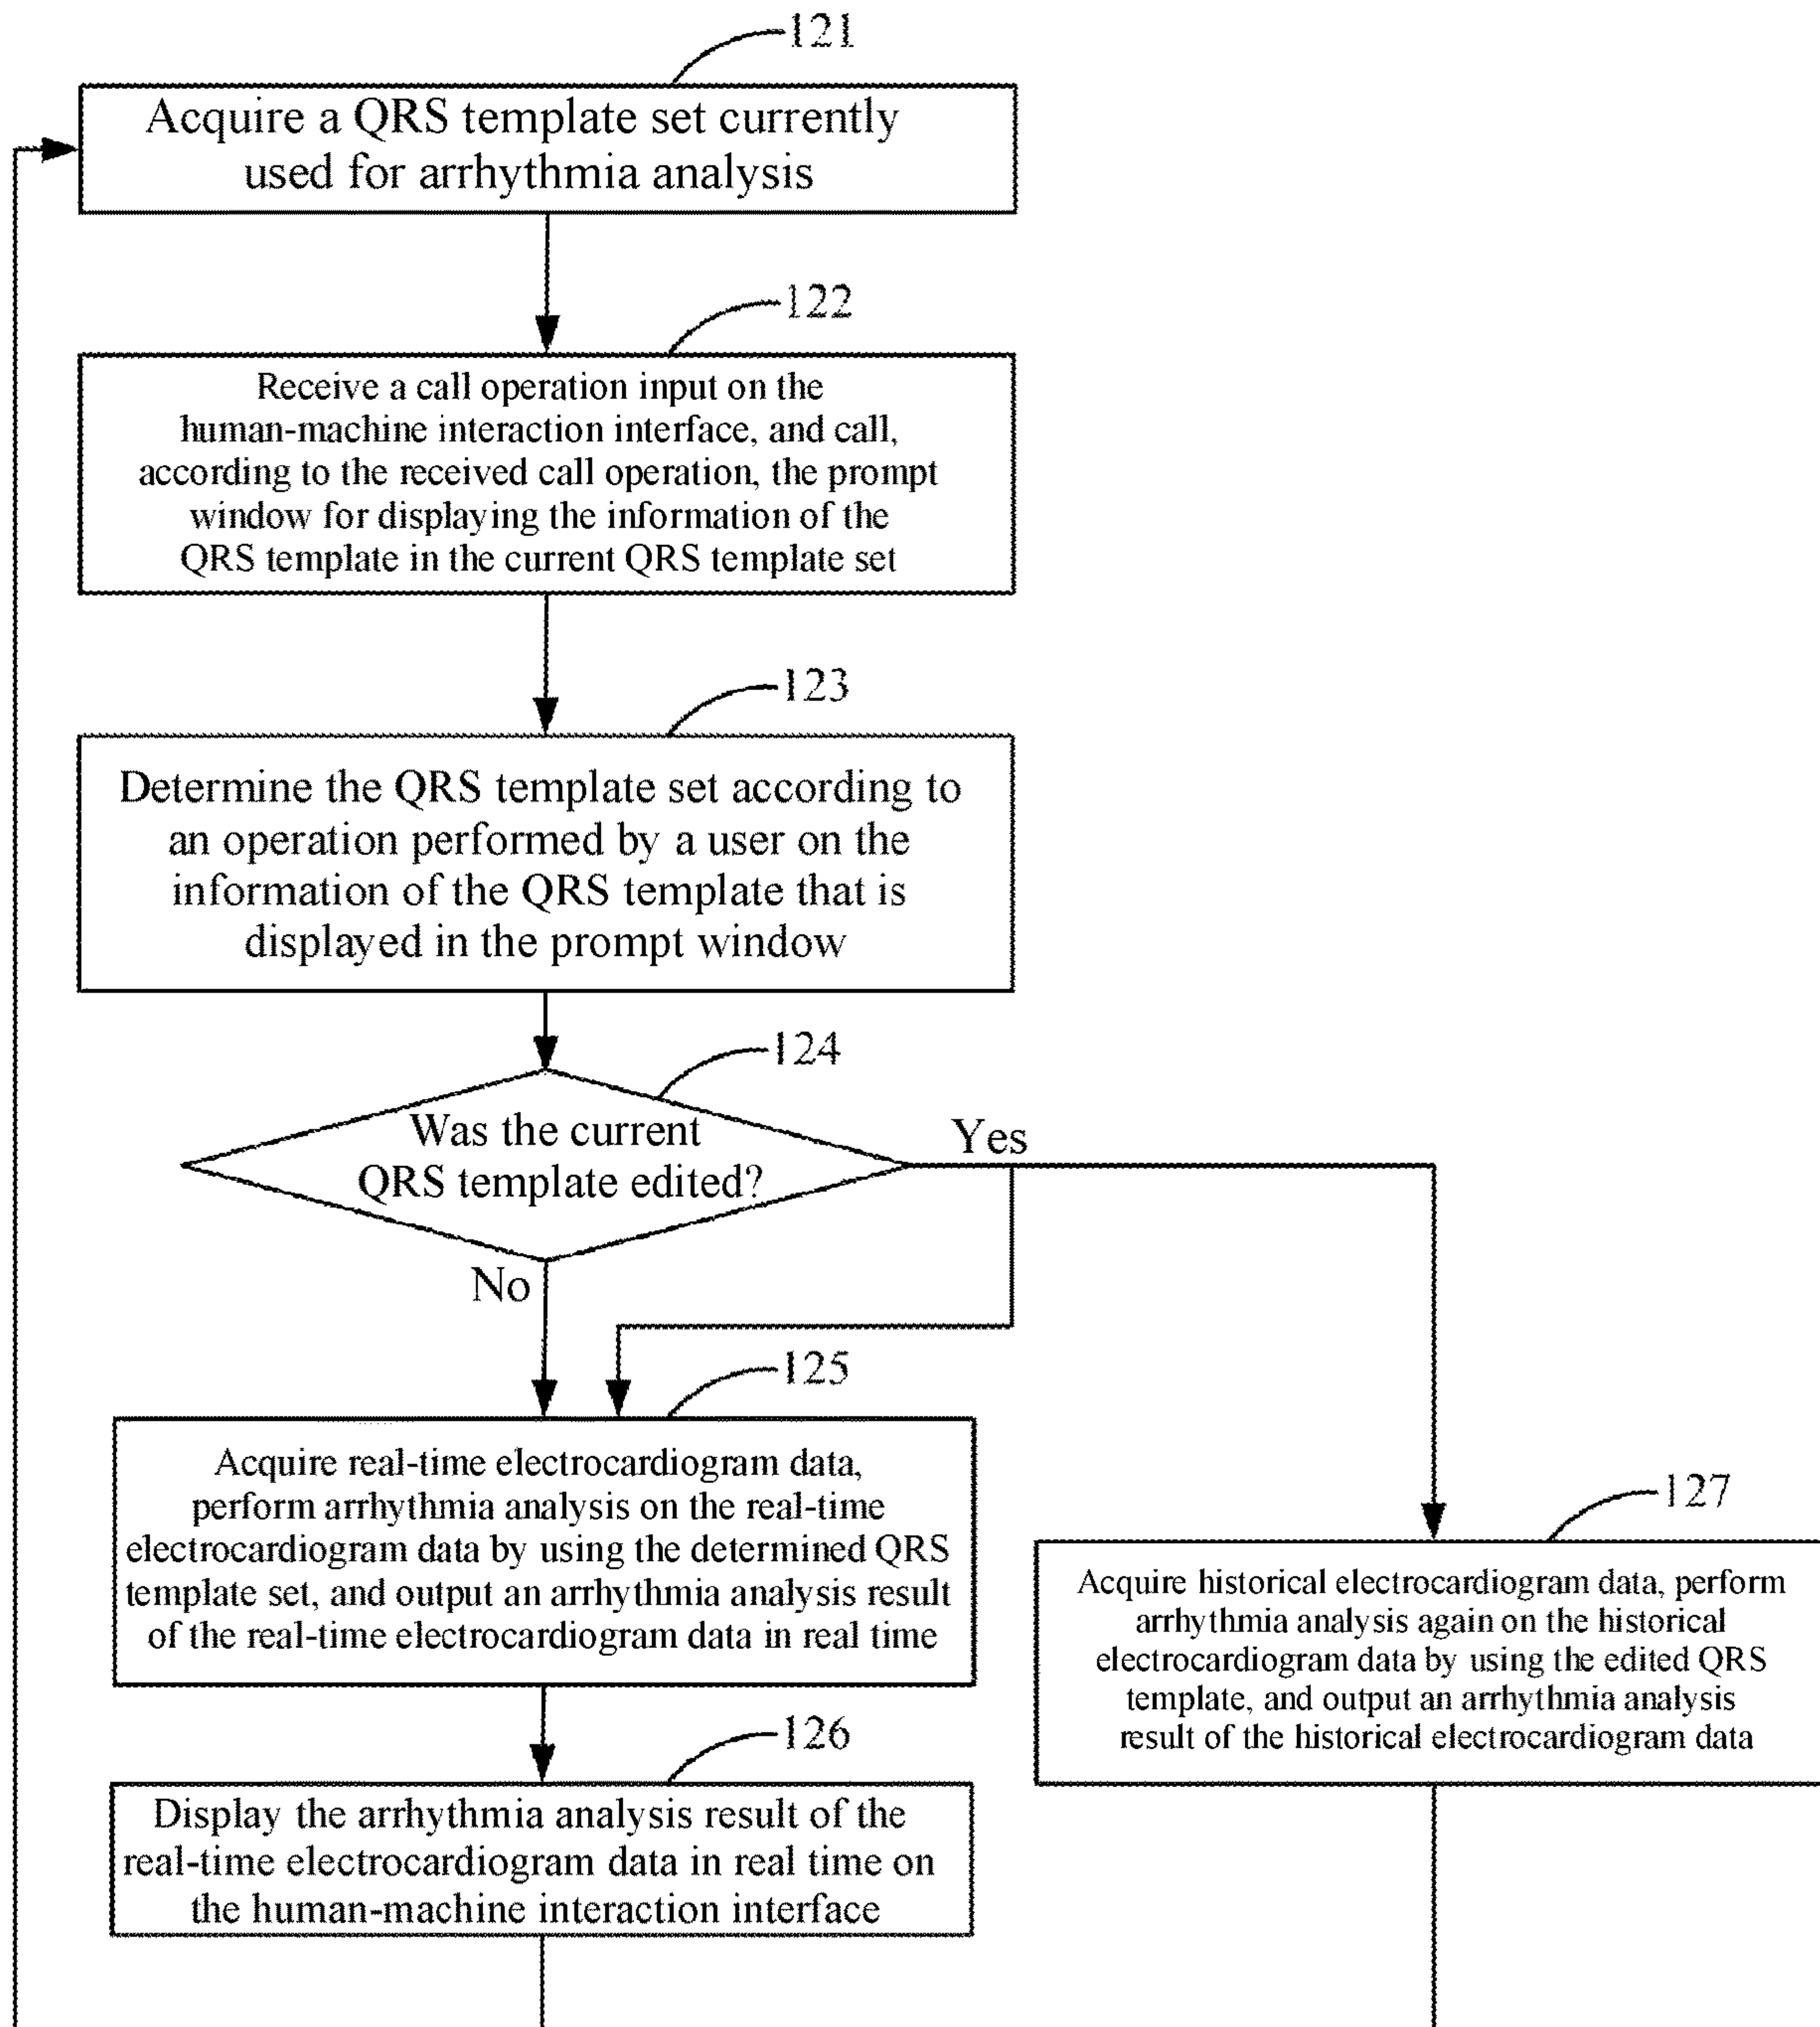 121
Acquire a QRS template set currently
used for arrhythmia analysis
122
Receive a call operation input on the
human-machine interaction interface, and call,
according to the received call operation, the prompt
window for displaying the information of the
QRS template in the current QRS template set
123
Determine the QRS template set according to
an operation performed by a user on the
information of the QRS template that is
displayed in the prompt window
124
Was the current
QRS template edited?
Yes
No
125
Acquire real-time electrocardiogram data,
perform arrhythmia analysis on the real-time
electrocardiogram data by using the determined QRS
template set, and output an arrhythmia analysis result
of the real-time electrocardiogram data in real time
127
Acquire historical electrocardiogram data, perform
arrhythmia analysis again on the historical
electrocardiogram data by using the edited QRS
template, and output an arrhythmia analysis
result of the historical electrocardiogram data
126
Display the arrhythmia analysis result of the
real-time electrocardiogram data in real time on
the human-machine interaction interface